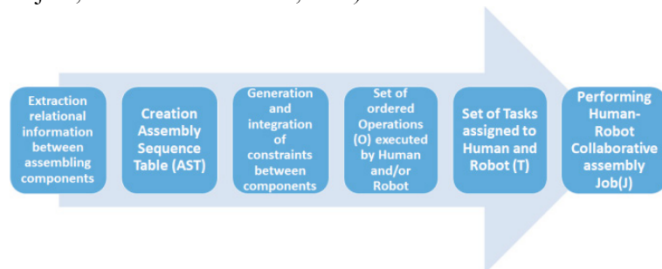 Extraction
relational
information
between
assembling
components
Creation
Assembly
Sequence
Table (AST)
Generation
and
integration
of
constraints
between
components
Set of
ordered
Operations
(O) executed
by Human
and/or
Robot
Set of Tasks
assigned to
Human and
Robot (T)
Performing
Human-
Robot
Collaborative
assembly
Job(J)